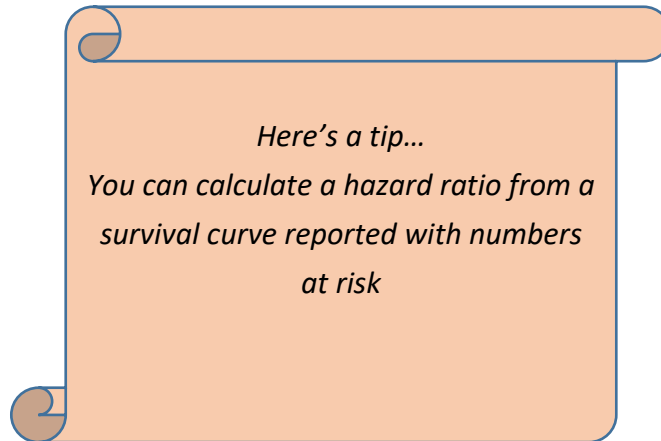 Here’s a tip…
You can calculate a hazard ratio from a
survival curve reported with numbers
at risk